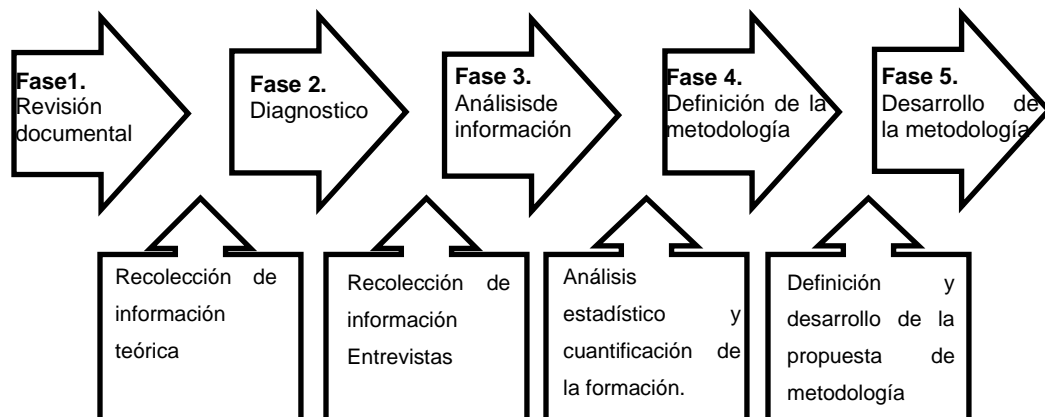 Fase1.
Revisión
documental
Fase 2.
Diagnostico
Fase 3.
Análisisde
información
Fase 4.
Definición de la
metodología
Fase 5.
Desarrollo de
la metodología
Recolección de
información
teórica
Recolección de
información
Entrevistas
Análisis
estadístico y
cuantificación de
la formación.
Definición y
desarrollo de la
propuesta de
metodología